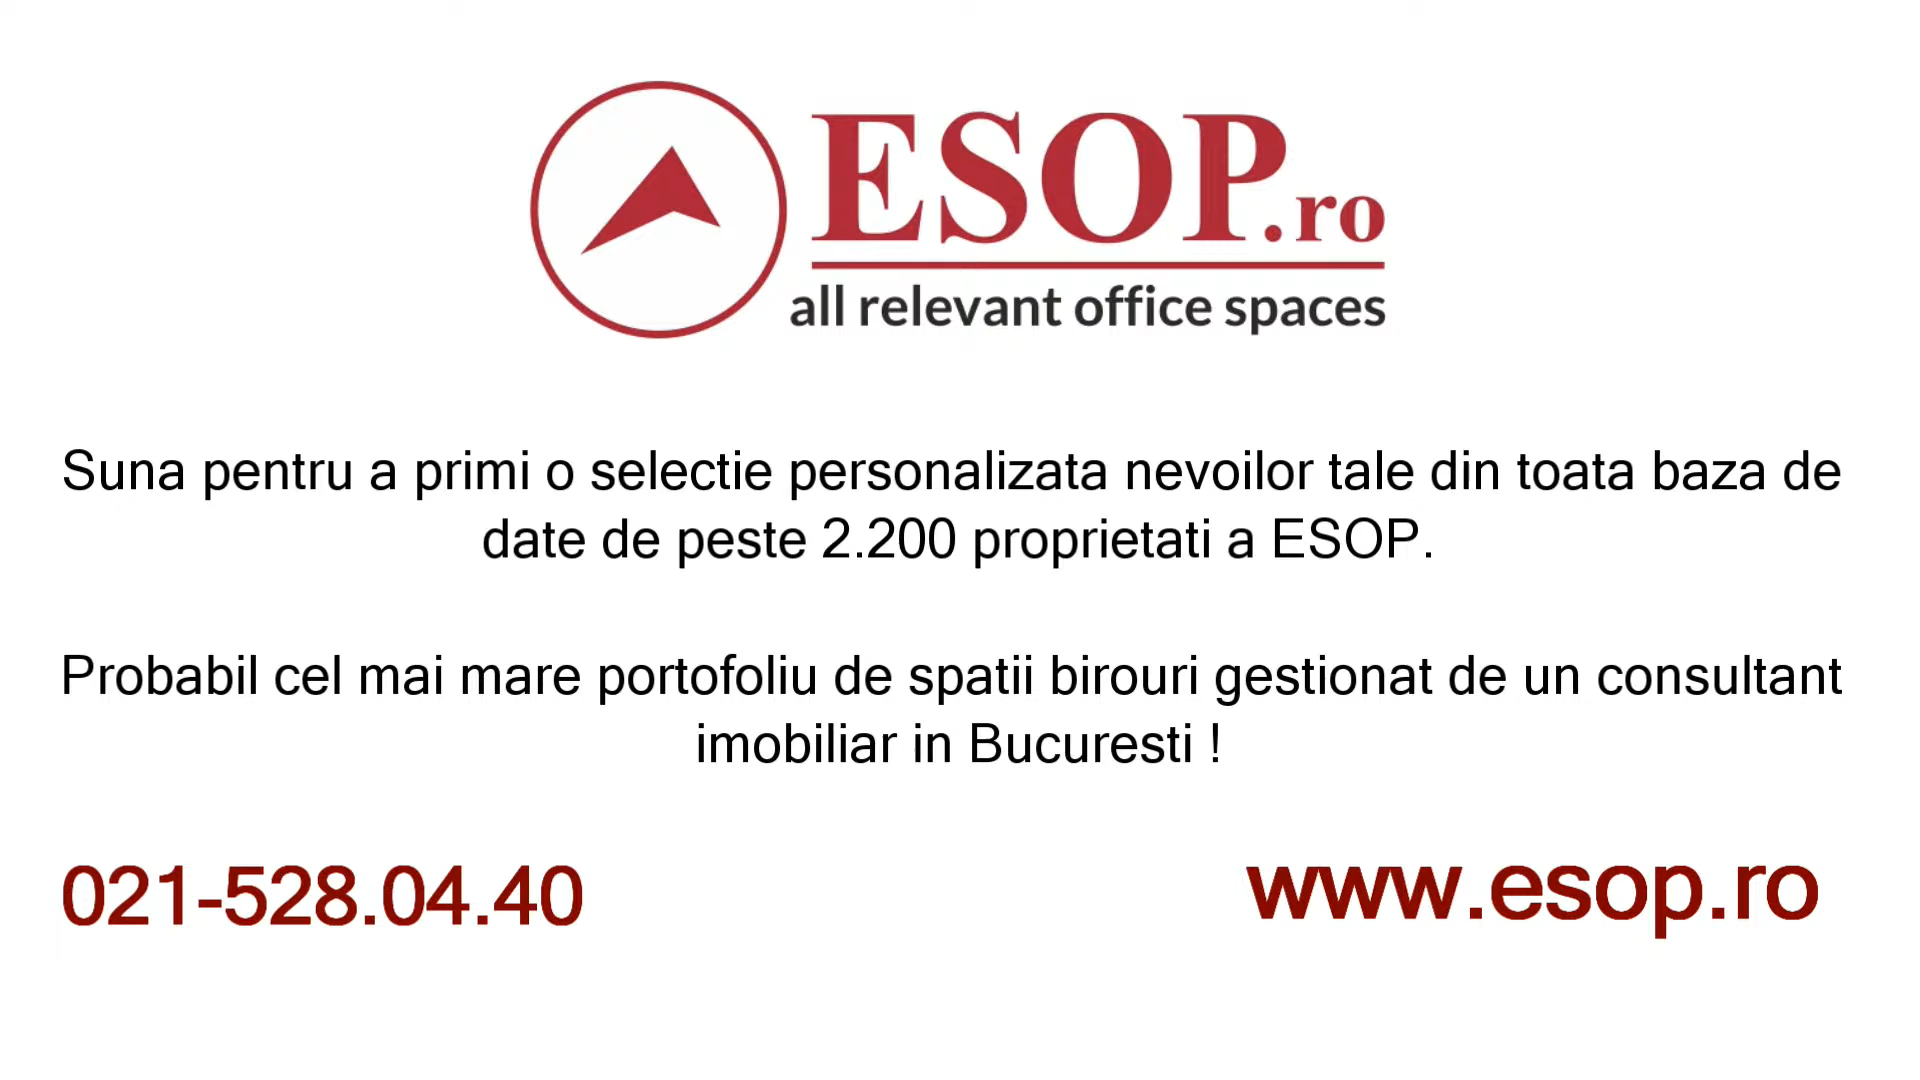 ESOP.ro
all relevant office spaces
Suna pentru a primi o selectie personalizata nevoilor tale din toata baza de
date de peste 2.200 proprietati a ESOP.
Probabil cel mai mare portofoliu de spatii birouri gestionat de un consultant
imobiliar in Bucuresti !
021-528.04.40
www.esop.ro